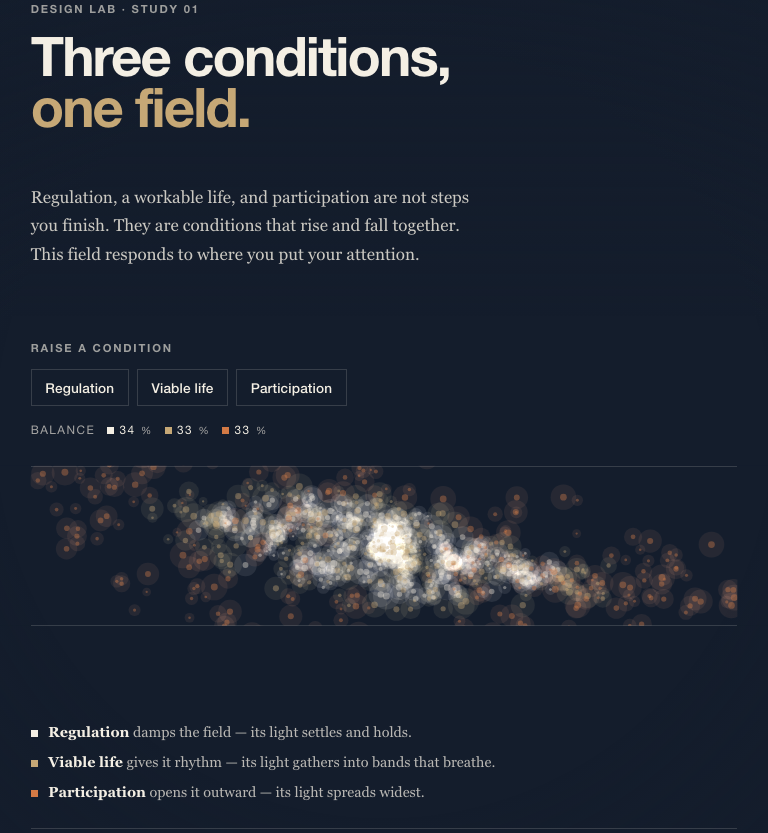 DESIGN LAB · STUDY 01
Three conditions,
one field.
Regulation, a workable life, and participation are not steps
you finish. They are conditions that rise and fall together.
This field responds to where you put your attention.
RAISE A CONDITION
Regulation Viable life Participation
BALANCE 34 % 33 % 33 %
Regulation damps the field — its light settles and holds.
Viable life gives it rhythm — its light gathers into bands that breathe.
Participation opens it outward — its light spreads widest.